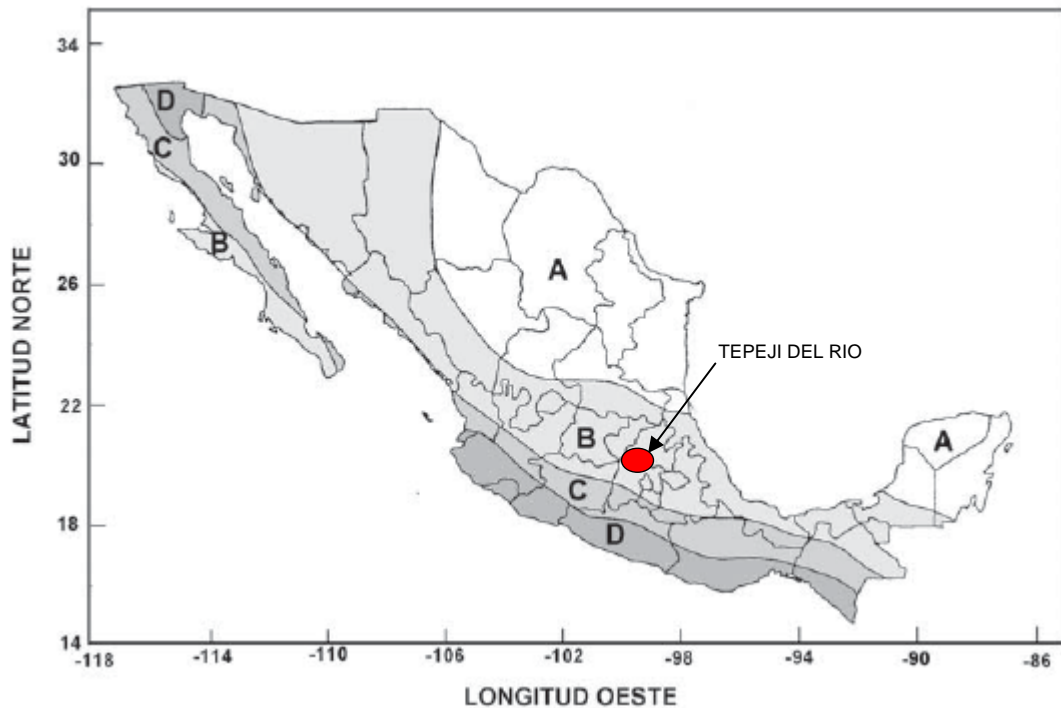 34
D
C
30
B
A
26
TEPEJI DEL RIO
22
B
A
C
18
D
14
-118
-114
-110
-106
-102
-98
-94
-90
-86
LATITUD NORTE
LONGITUD OESTE